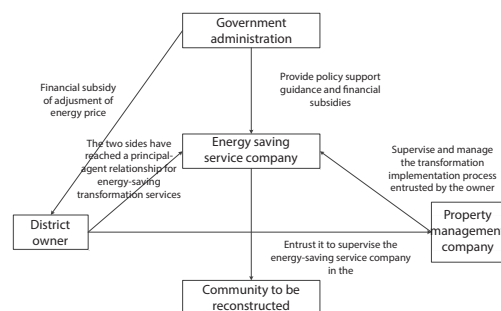 Government
administration
Financial subsidy
of adjusment of
energy price
Provide policy support
guidance and financial
subsidies
The two sides have
reached a principal-
agent relationship for
energy-saving
transformation services
Energy saving
service company
Supervise and manage
the transformation
implementation process
entrusted by the owner
District
owner
Property
management
company
Entrust it to supervise the
energy-saving service company
in the
Community to be
reconstructed